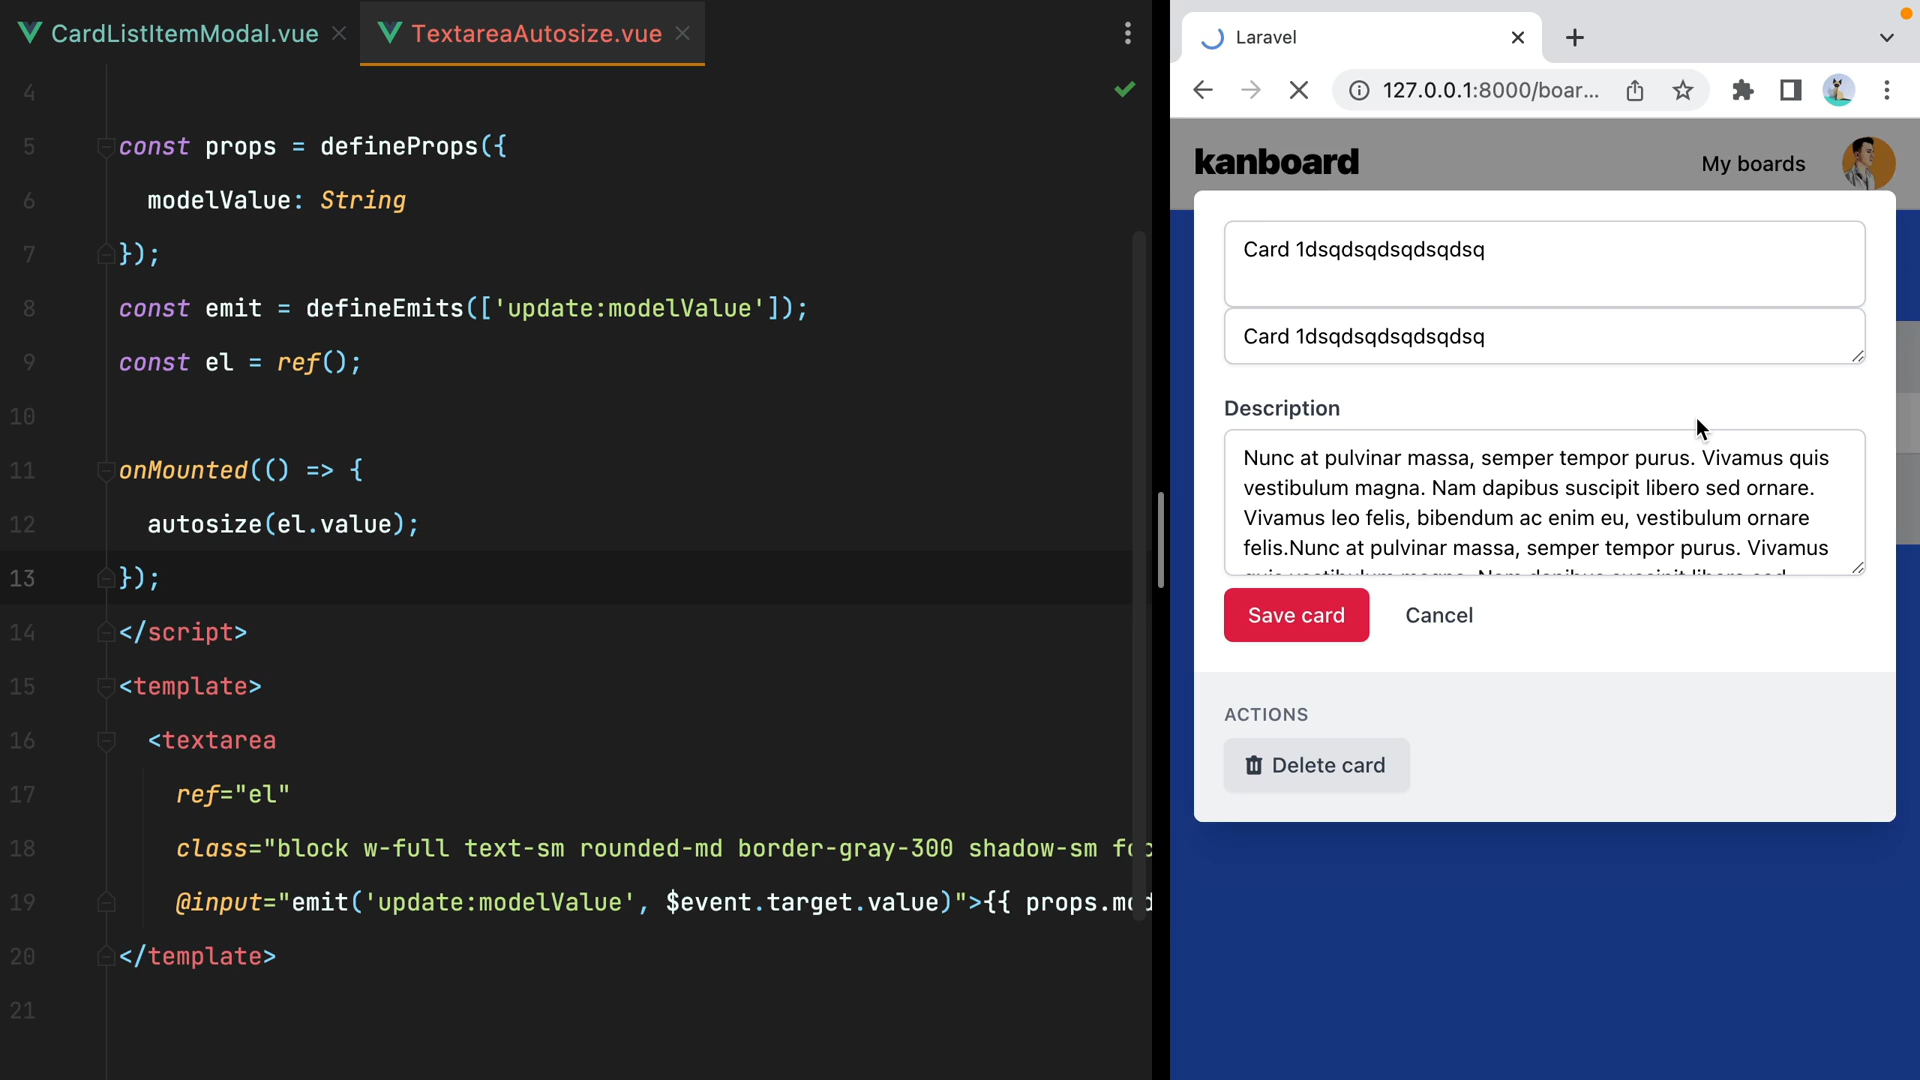 CardListItemModal.vue
TextareaAutosize.vue
4
5 const props = defineProps({
6 modelValue: String
7 });
8 const emit = defineEmits(['update:modelValue']);
9 const el = ref();
10
11 onMounted(() => {
12 autosize(el.value);
13 });
14 </script>
15 <template>
16 <textarea
17 ref="el"
18 class="block w-full text-sm rounded-md border-gray-300 shadow-sm
19 @input="emit('update:modelValue', $event.target.value)">{{
20 </template>
21
Laravel
127.0.0.1:8000/boar...
kanboard
My boards
Card 1dsqdsqdsqdsqdsq
Card 1dsqdsqdsqdsqdsq
Description
Nunc at pulvinar massa, semper tempor purus. Vivamus quis
vestibulum magna. Nam dapibus suscipit libero sed ornare.
Vivamus leo felis, bibendum ac enim eu, vestibulum ornare
felis.Nunc at pulvinar massa, semper tempor purus. Vivamus
Save card
Cancel
ACTIONS
Delete card